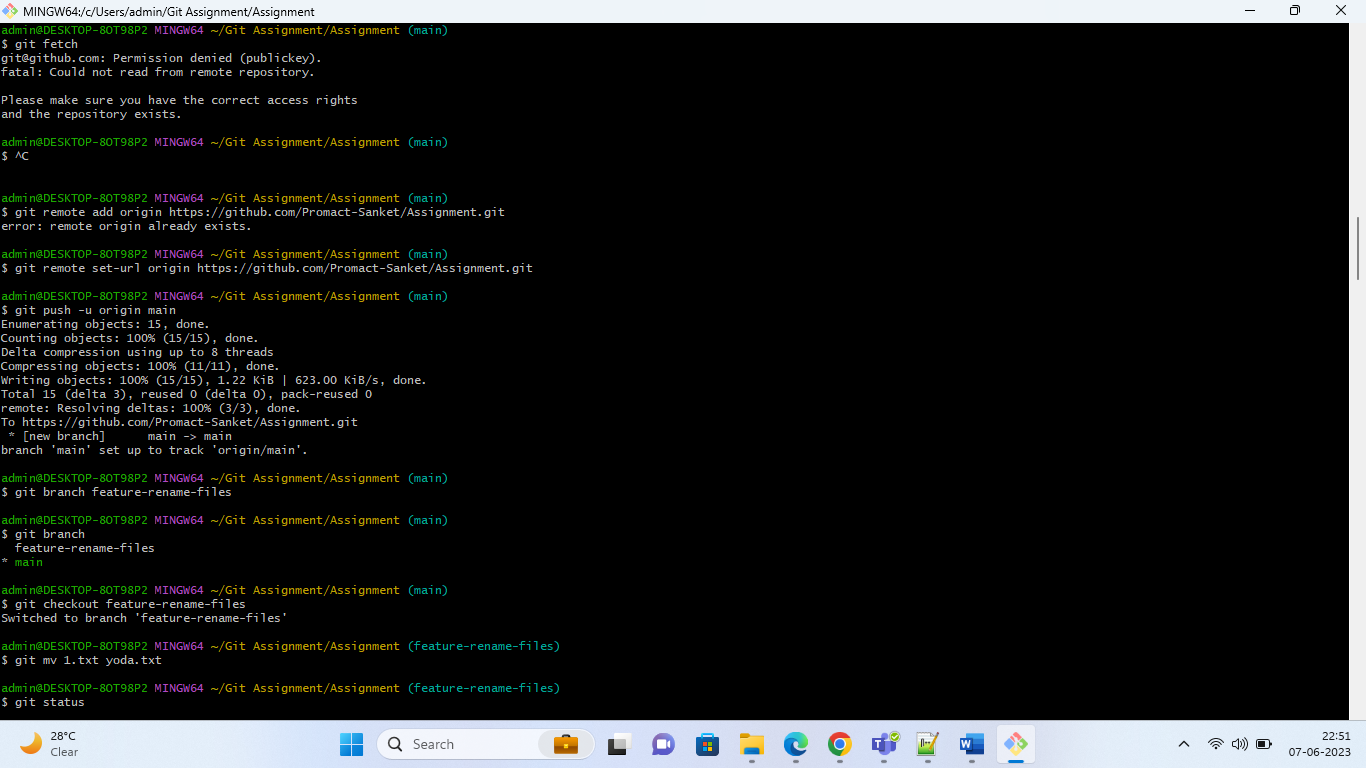 MINGW64:/c/Users/admin/Git Assignment/Assignment
admin@DESKTOP-8OT98P2 MINGW64 ~/Git Assignment/Assignment (main)
$ git fetch
git@github.com: Permission denied (publickey).
fatal: Could not read from remote repository.
Please make sure you have the correct access rights
and the repository exists.
admin@DESKTOP-8OT98P2 MINGW64 ~/Git Assignment/Assignment (main)
$ ^C
admin@DESKTOP-8OT98P2 MINGW64 ~/Git Assignment/Assignment (main)
$ git remote add origin https://github.com/Promact-Sanket/Assignment.git
error: remote origin already exists.
admin@DESKTOP-8OT98P2 MINGW64 ~/Git Assignment/Assignment (main)
$ git remote set-url origin https://github.com/Promact-Sanket/Assignment.git
admin@DESKTOP-8OT98P2 MINGW64 ~/Git Assignment/Assignment (main)
$ git push -u origin main
Enumerating objects: 15, done.
Counting objects: 100% (15/15), done.
Delta compression using up to 8 threads
Compressing objects: 100% (11/11), done.
Writing objects: 100% (15/15), 1.22 KiB | 623.00 KiB/s, done.
Total 15 (delta 3), reused 0 (delta 0), pack-reused 0
remote: Resolving deltas: 100% (3/3), done.
To https://github.com/Promact-Sanket/Assignment.git
 * [new branch]      main -> main
branch 'main' set up to track 'origin/main'.
admin@DESKTOP-8OT98P2 MINGW64 ~/Git Assignment/Assignment (main)
$ git branch feature-rename-files
admin@DESKTOP-8OT98P2 MINGW64 ~/Git Assignment/Assignment (main)
$ git branch
  feature-rename-files
* main
admin@DESKTOP-8OT98P2 MINGW64 ~/Git Assignment/Assignment (main)
$ git checkout feature-rename-files
Switched to branch 'feature-rename-files'
admin@DESKTOP-8OT98P2 MINGW64 ~/Git Assignment/Assignment (feature-rename-files)
$ git mv 1.txt yoda.txt
admin@DESKTOP-8OT98P2 MINGW64 ~/Git Assignment/Assignment (feature-rename-files)
$ git status
28°C
Clear
Search
22:51
07-06-2023